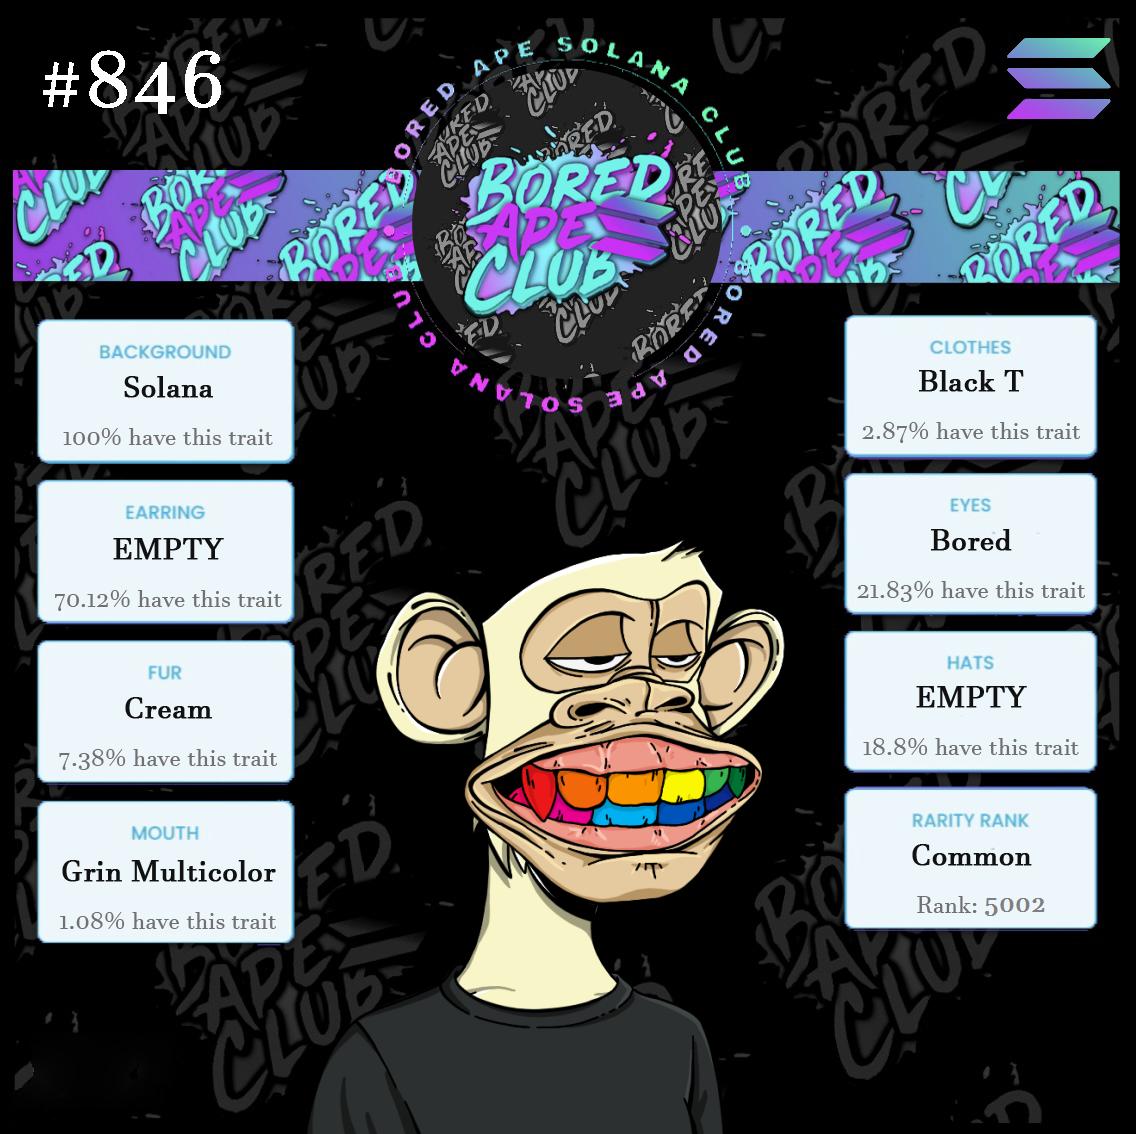 #846
BORED APE SOLANA CLUB
BORED APE SOLANA CLUB
BORED
APE
CLUB
BACKGROUND
Solana
100% have this trait
EARRING
EMPTY
70.12% have this trait
FUR
Cream
7.38% have this trait
MOUTH
Grin Multicolor
1.08% have this trait
CLOTHES
Black T
2.87% have this trait
EYES
Bored
21.83% have this trait
HATS
EMPTY
18.8% have this trait
RARITY RANK
Common
Rank: 5002